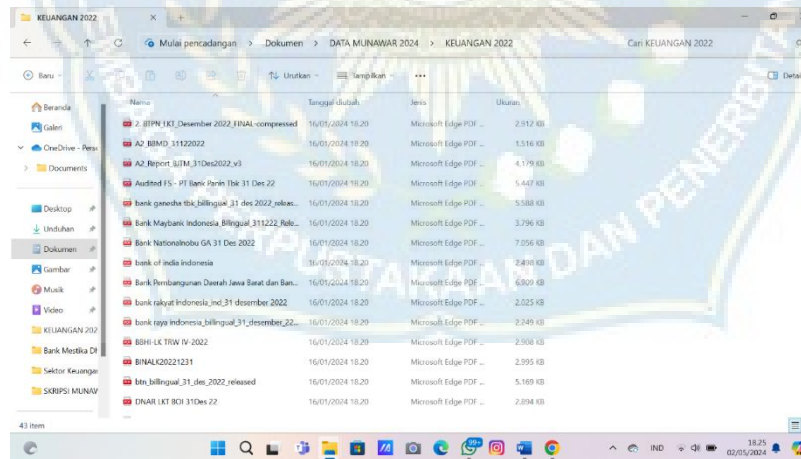 KEUANGAN 2022
Mulai pencadangan > Dokumen > DATA MUNAWAR 2024 > KEUANGAN 2022
Cari KEUANGAN 2022
Baru
Urutkan
Tampilkan
Detai
Nama Tanggal diubah Jenis Ukuran
Beranda
Galeri
OneDrive - Pers
Documents
Desktop
Unduhan
Dokumen
Gambar
Musik
Video
KEUANGAN 202
Bank Mestika Dh
Sektor Keuangan
SKRIPSI MUNAW
2. BTPN_LKT_Desember 2022_FINAL-compressed 16/01/2024 18.20 Microsoft Edge PDF ... 2.912 KB
A2_BBMD_31122022 16/01/2024 18.20 Microsoft Edge PDF ... 1.516 KB
A2_Report_BJTM_31Des2022_v3 16/01/2024 18.20 Microsoft Edge PDF ... 4.179 KB
Audited FS - PT Bank Panin Tbk 31 Des 22 16/01/2024 18.20 Microsoft Edge PDF ... 5.447 KB
bank ganesha tbk_billingual_31 des 2022_releas... 16/01/2024 18.20 Microsoft Edge PDF ... 5.588 KB
Bank Maybank Indonesia_Bilingual_311222_Rele... 16/01/2024 18.20 Microsoft Edge PDF ... 3.796 KB
Bank Nationalnobu GA 31 Des 2022 16/01/2024 18.20 Microsoft Edge PDF ... 7.056 KB
bank of india indonesia 16/01/2024 18.20 Microsoft Edge PDF ... 2.498 KB
Bank Pembangunan Daerah Jawa Barat dan Ban... 16/01/2024 18.20 Microsoft Edge PDF ... 6.909 KB
bank rakyat indonesia_ind_31 desember 2022 16/01/2024 18.20 Microsoft Edge PDF ... 2.025 KB
bank raya indonesia_billingual_31_desember_22... 16/01/2024 18.20 Microsoft Edge PDF ... 2.249 KB
BBHI-LK TRW IV-2022 16/01/2024 18.20 Microsoft Edge PDF ... 2.908 KB
BINALK20221231 16/01/2024 18.20 Microsoft Edge PDF ... 2.995 KB
btn_billingual_31_des_2022_released 16/01/2024 18.20 Microsoft Edge PDF ... 5.169 KB
DNAR LKT BOI 31Des 22 16/01/2024 18.20 Microsoft Edge PDF ... 2.894 KB
43 item
99+
IND
18.25
02/05/2024
PERPUSTAKAAN DAN PENERBITA